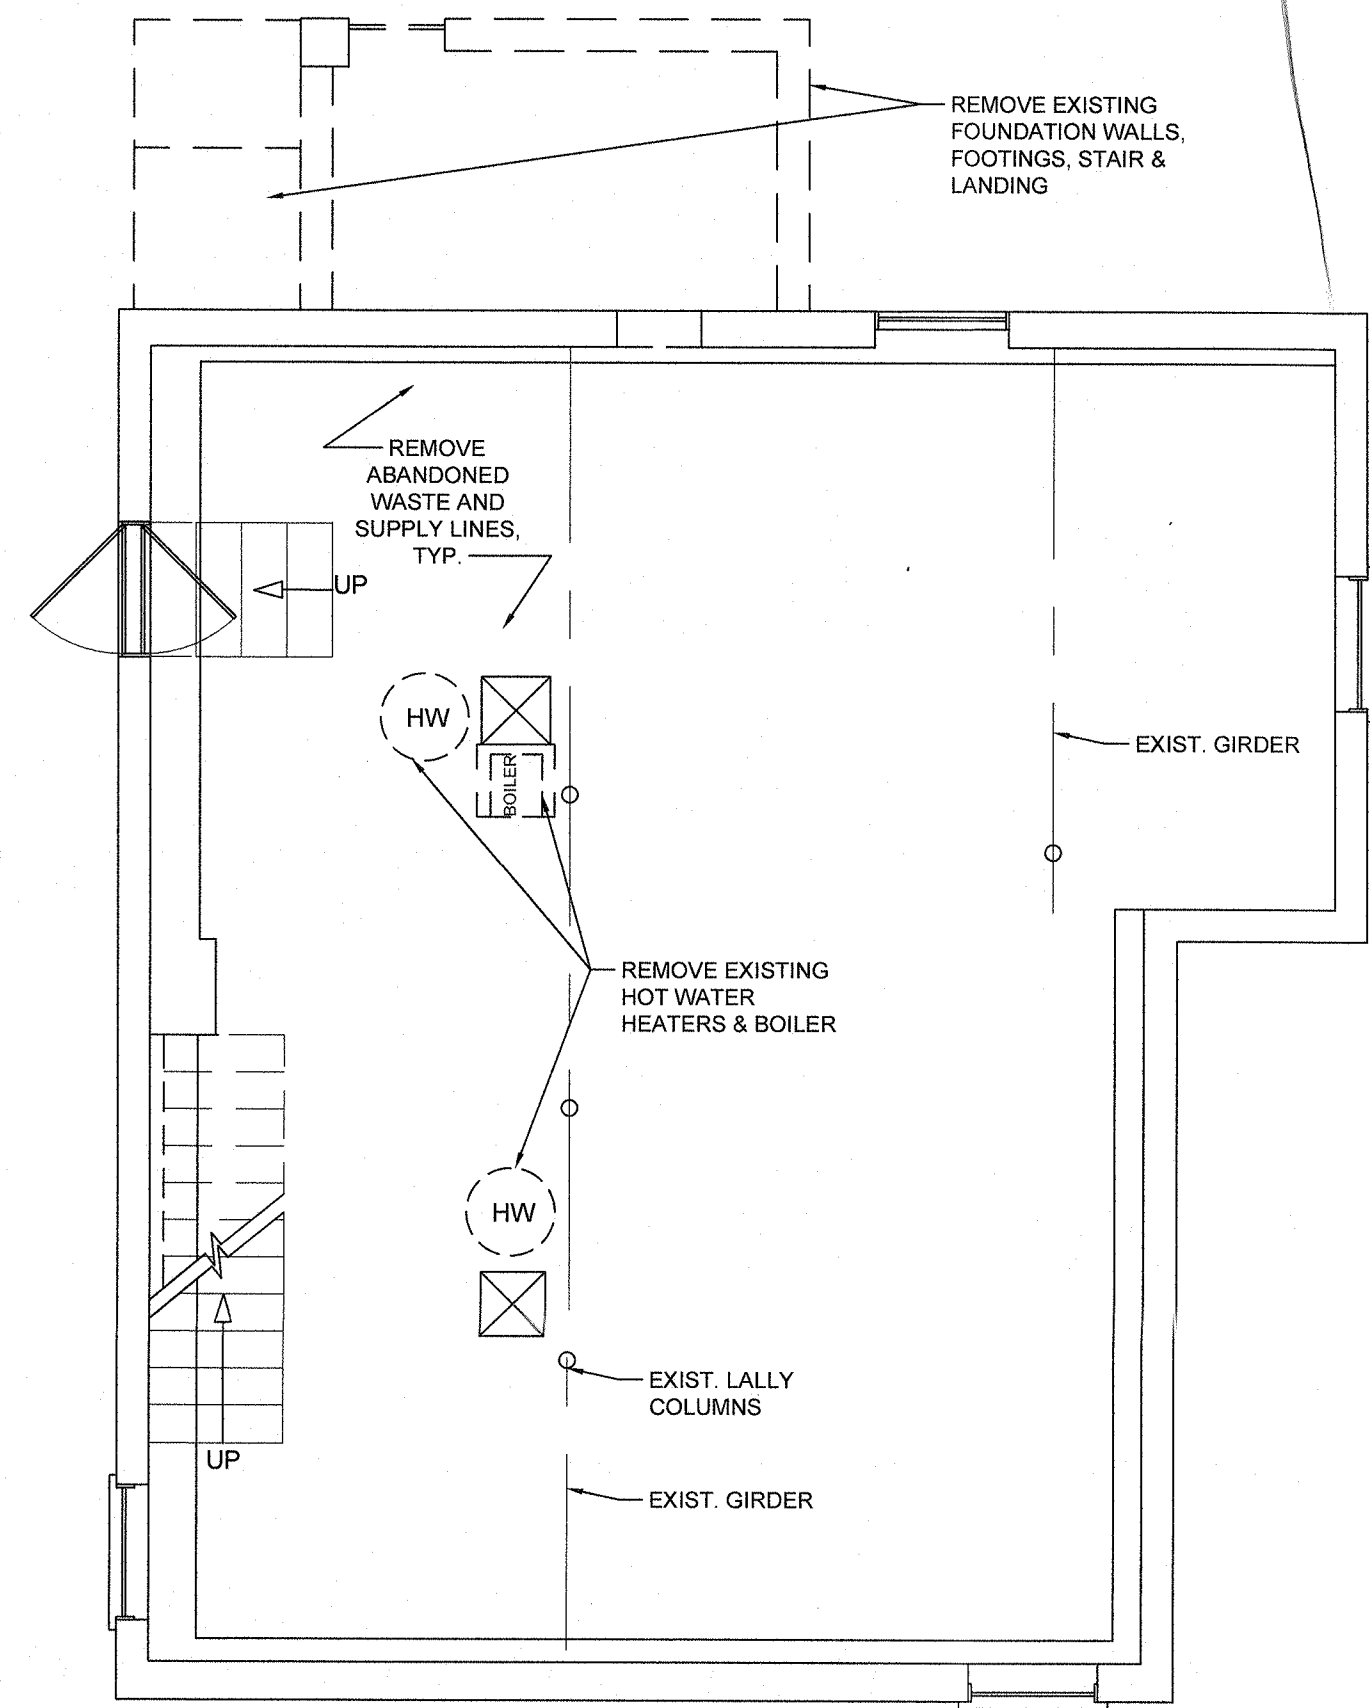 REMOVE EXISTING
FOUNDATION WALLS,
FOOTINGS, STAIR &
LANDING
REMOVE
ABANDONED
WASTE AND
SUPPLY LINES,
TYP.
UP
HW
BOILER
EXIST. GIRDER
REMOVE EXISTING
HOT WATER
HEATERS & BOILER
HW
EXIST. LALLY
COLUMNS
UP
EXIST. GIRDER